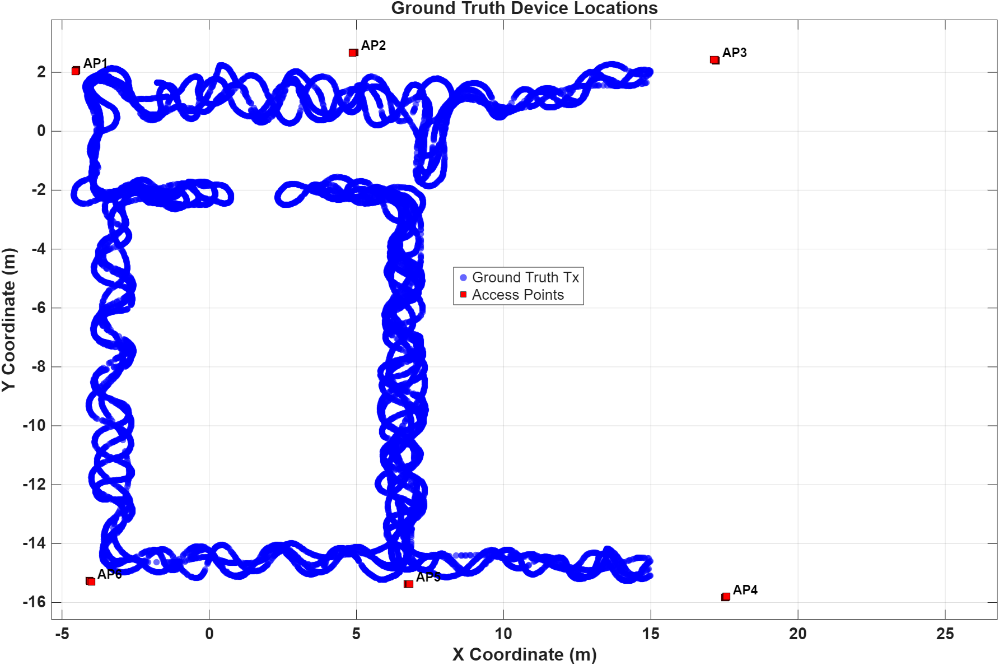 Ground Truth Device Locations
AP1
AP2
AP3
2
0
-2
-4
-6
-8
-10
-12
-14
-16
Y Coordinate (m)
Ground Truth Tx
Access Points
AP6
AP5
AP4
-5
0
5
10
15
20
25
X Coordinate (m)